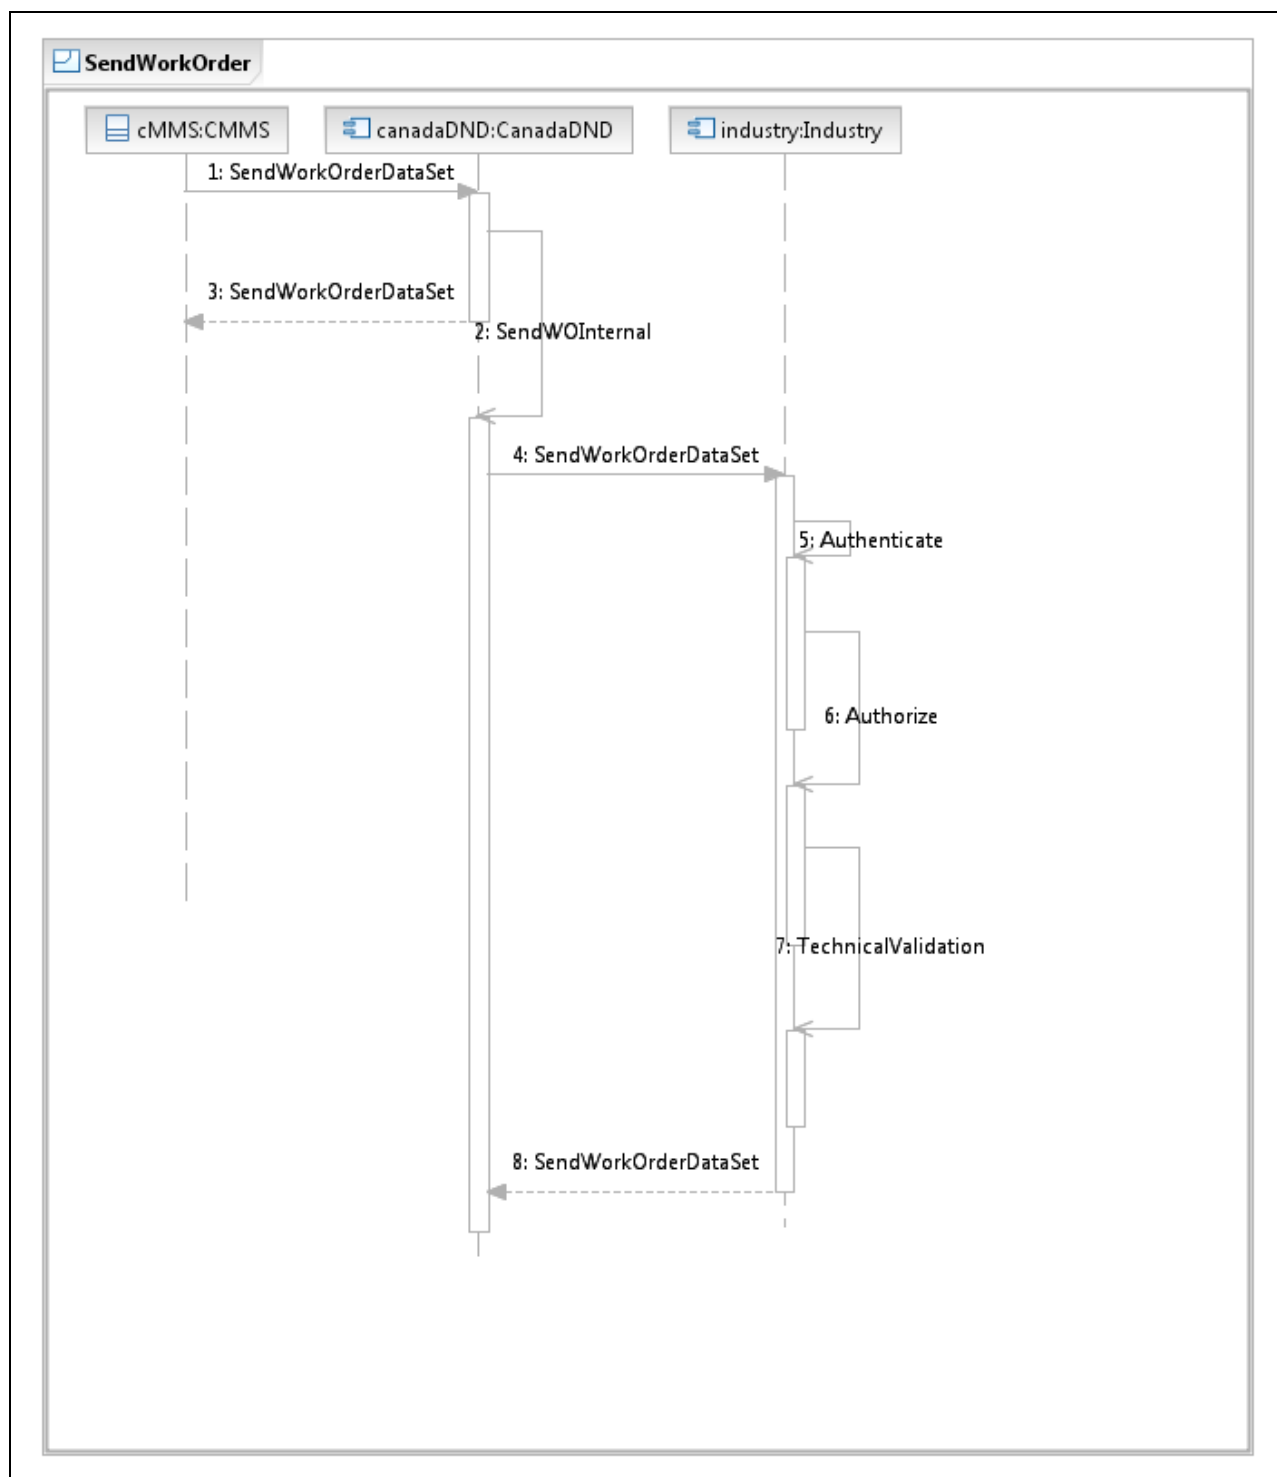 SendWorkOrder
cMMS:CMMS
canadaDND:CanadaDND
industry:Industry
1: SendWorkOrderDataSet
3: SendWorkOrderDataSet
2: SendWOInternal
4: SendWorkOrderDataSet
5: Authenticate
6: Authorize
7: TechnicalValidation
8: SendWorkOrderDataSet